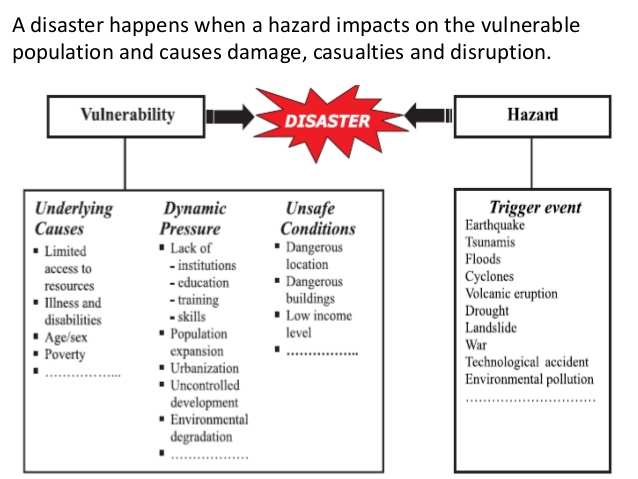 A disaster happens when a hazard impacts on the vulnerable
population and causes damage, casualties and disruption.
Vulnerability
DISASTER
Hazard
Underlying
Causes
▪ Limited
access to
resources
▪ Illness and
disabilities
▪ Age/sex
▪ Poverty
▪ ………………..
Dynamic
Pressure
▪ Lack of
- institutions
- education
- training
- skills
▪ Population
expansion
▪ Urbanization
▪ Uncontrolled
development
▪ Environmental
degradation
▪ ………………
Unsafe
Conditions
▪ Dangerous
location
▪ Dangerous
buildings
▪ Low income
level
▪ ……………..
Trigger event
Earthquake
Tsunamis
Floods
Cyclones
Volcanic eruption
Drought
Landslide
War
Technological accident
Environmental pollution
……………………………